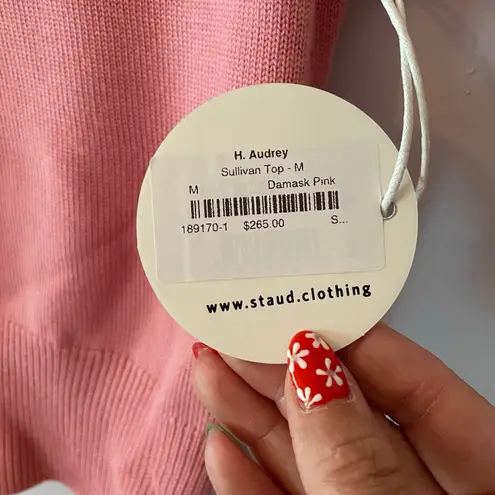 H. Audrey
Sullivan Top - M
M Damask Pink
189170-1 $265.00 S...
www.staud.clothing